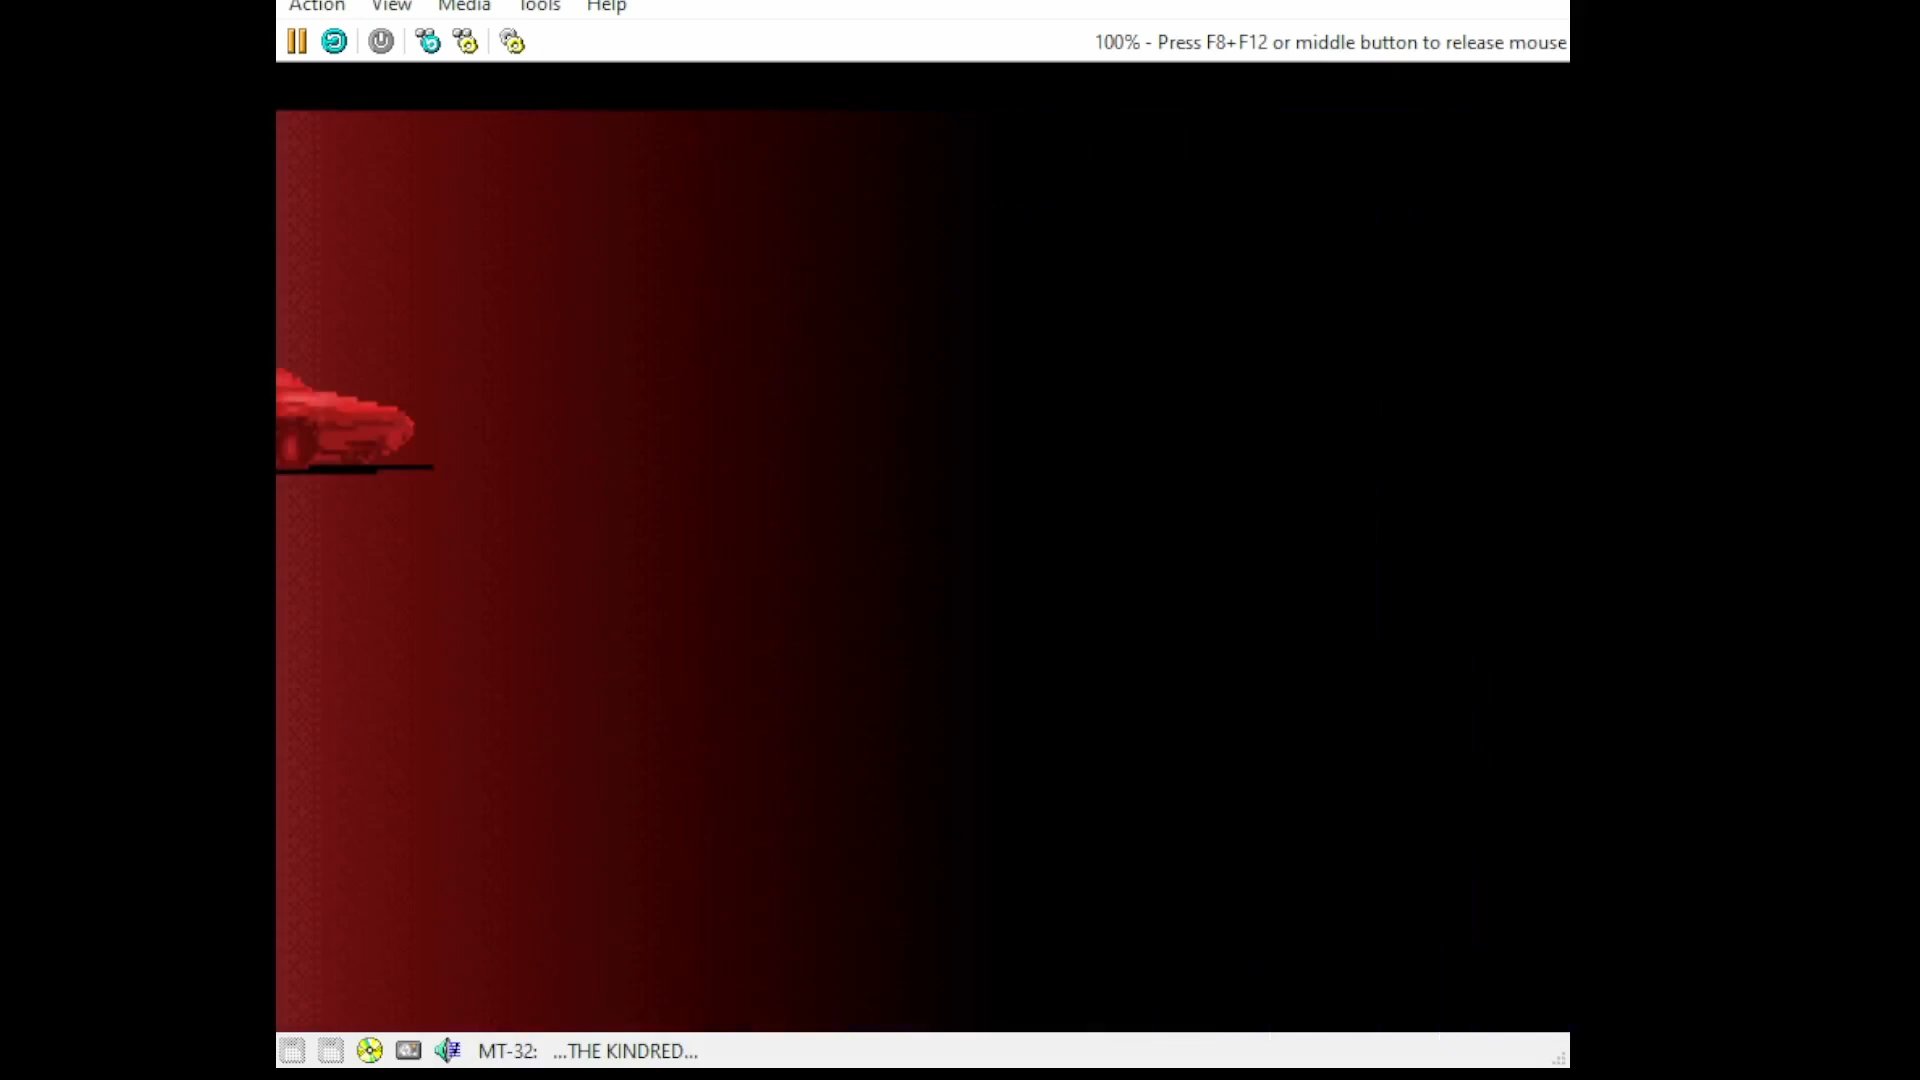 Action View Media Tools Help
100% - Press F8+F12 or middle button to release mouse
MT-32: ...THE KINDRED...